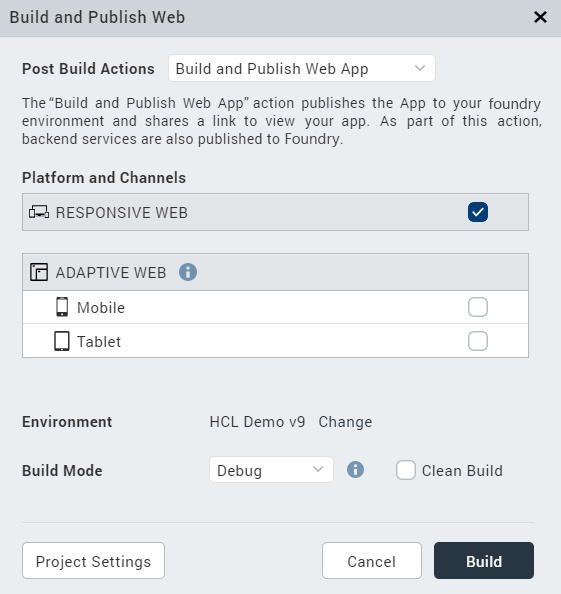 Build and Publish Web
Post Build Actions Build and Publish Web App
The "Build and Publish Web App" action publishes the App to your foundry
environment and shares a link to view your app. As part of this action,
backend services are also published to Foundry.
Platform and Channels
RESPONSIVE WEB
ADAPTIVE WEB
Mobile
Tablet
Environment HCL Demo v9 Change
Build Mode Debug Clean Build
Project Settings Cancel Build